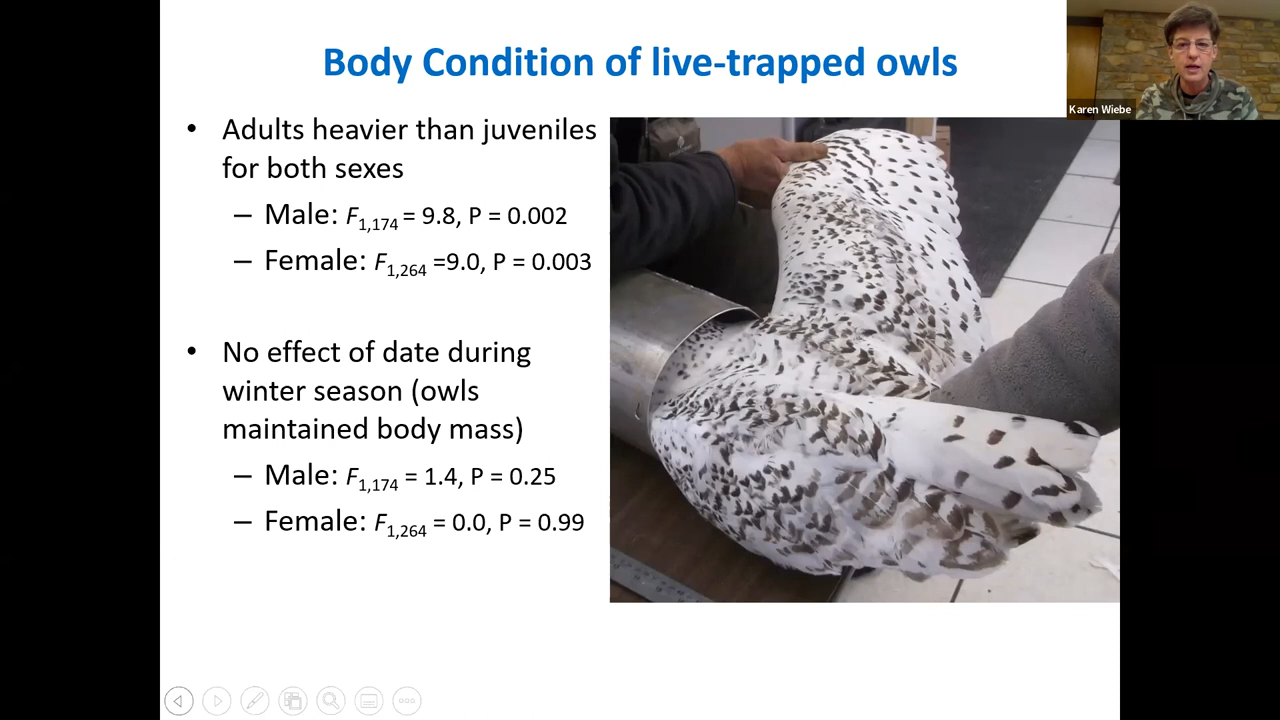 Body Condition of live-trapped owls
Karen Wiebe
• Adults heavier than juveniles
for both sexes
– Male: F1,174 = 9.8, P = 0.002
– Female: F1,264 =9.0, P = 0.003
• No effect of date during
winter season (owls
maintained body mass)
– Male: F1,174 = 1.4, P = 0.25
– Female: F1,264 = 0.0, P = 0.99